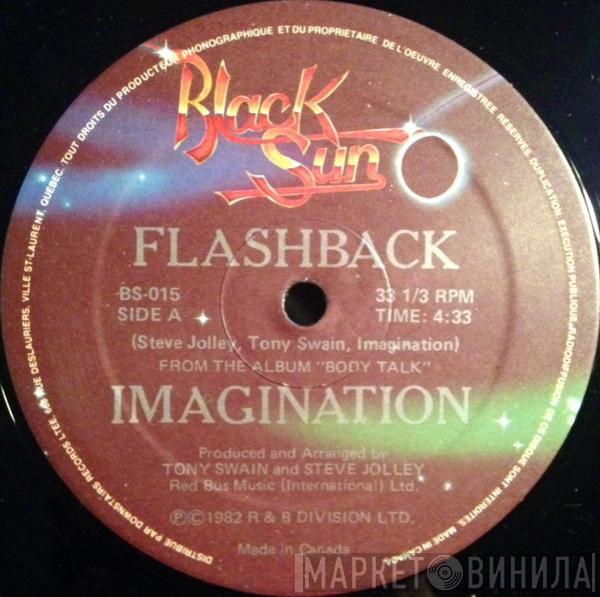 Black
Sun
FLASHBACK
BS-015
33 1/3 RPM
SIDE A
TIME: 4:33
(Steve Jolley, Tony Swain, Imagination)
FROM THE ALBUM "BODY TALK"
IMAGINATION
Produced and Arranged by
TONY SWAIN and STEVE JOLLEY
Red Bus Music (International) Ltd.
Ⓟ©1982 R & B DIVISION LTD.
Made in Canada
DISTRIBUE PAR DOWNSTAIRS RECORDS LTEE, RUE DESLAURIERS, VILLE ST-LAURENT, QUEBEC. TOUT DROITS DU PRODUCTEUR PHONOGRAPHIQUE ET DU PROPRIETAIRE DE L'OEUVRE ENREGISTREE RESERVES. DUPLICATION, EXECUTION PUBLIQUE, RADIODIFFUSION DE CE DISQUE SONT INTERDITES. MADE IN CANADA.
МАРКЕТ ВИНИЛА